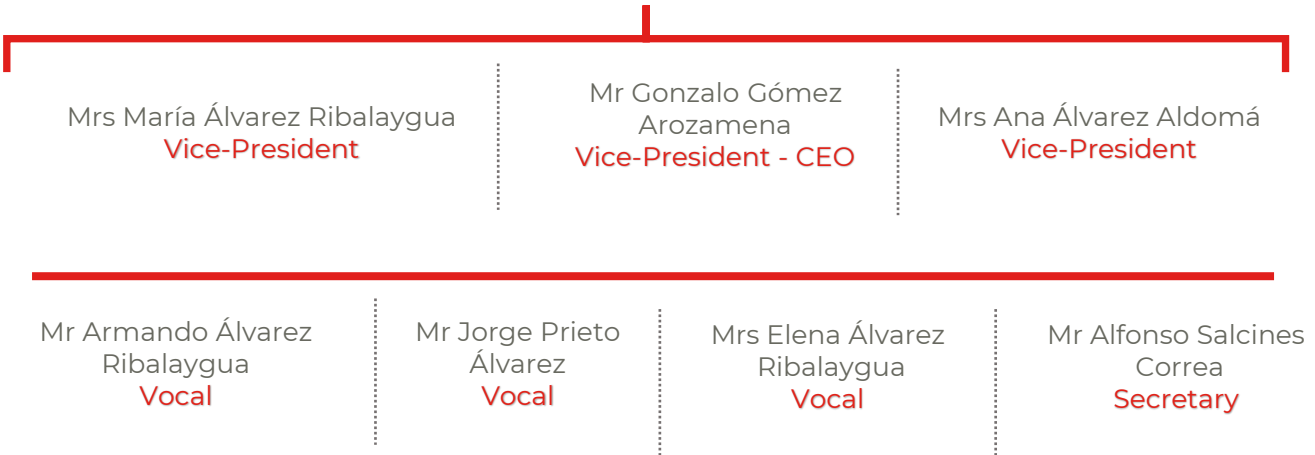 Mrs María Álvarez Ribalaygua
Vice-President
Mr Gonzalo Gómez
Arozamena
Vice-President - CEO
Mrs Ana Álvarez Aldomá
Vice-President
Mr Armando Álvarez
Ribalaygua
Vocal
Mr Jorge Prieto
Álvarez
Vocal
Mrs Elena Álvarez
Ribalaygua
Vocal
Mr Alfonso Salcines
Correa
Secretary